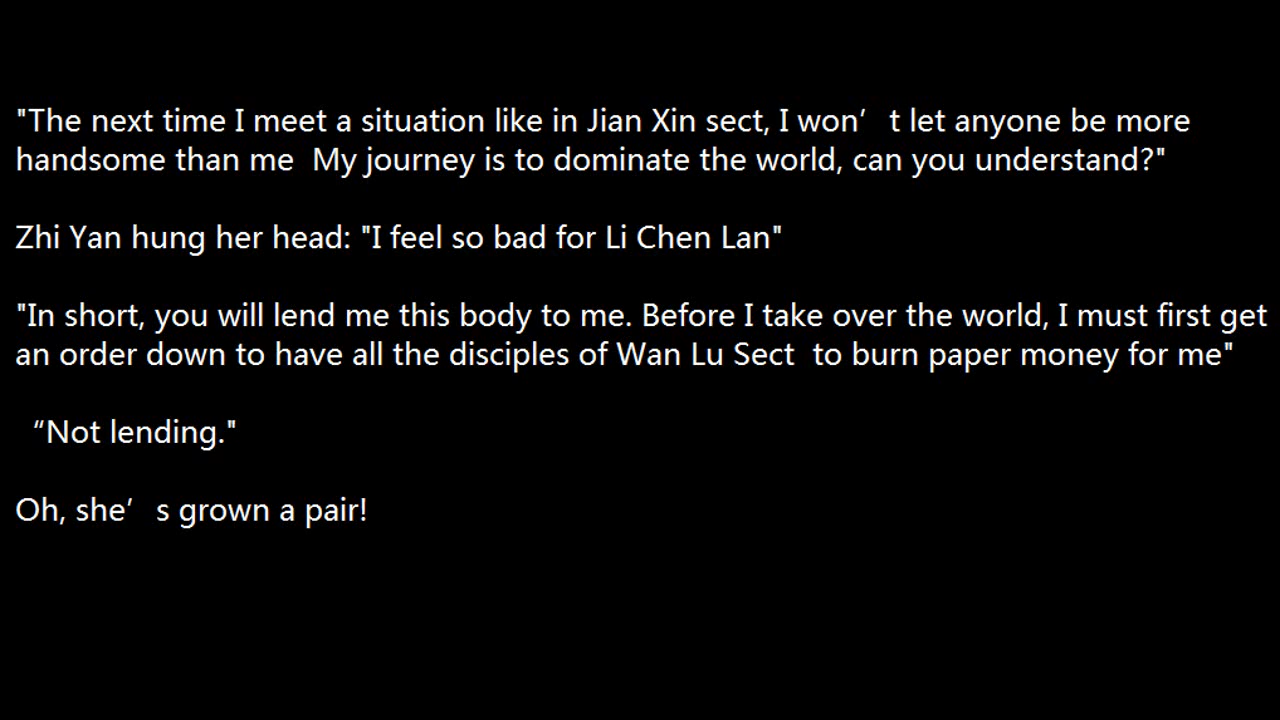 "The next time I meet a situation like in Jian Xin sect, I won’ t let anyone be more
handsome than me  My journey is to dominate the world, can you understand?"
Zhi Yan hung her head: "I feel so bad for Li Chen Lan"
"In short, you will lend me this body to me. Before I take over the world, I must first get
an order down to have all the disciples of Wan Lu Sect  to burn paper money for me"
“Not lending."
Oh, she’ s grown a pair!